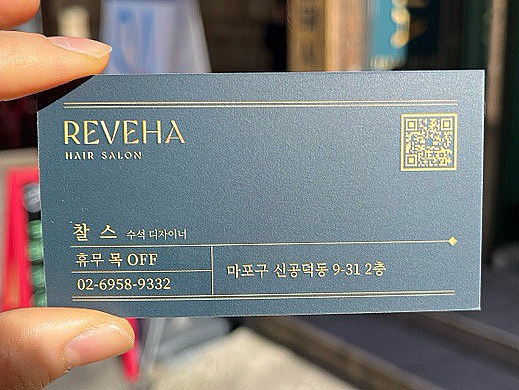 REVEHA
HAIR SALON
찰 스 수석 디자이너
휴무 목 OFF
02-6958-9332
마포구 신공덕동 9-31 2층